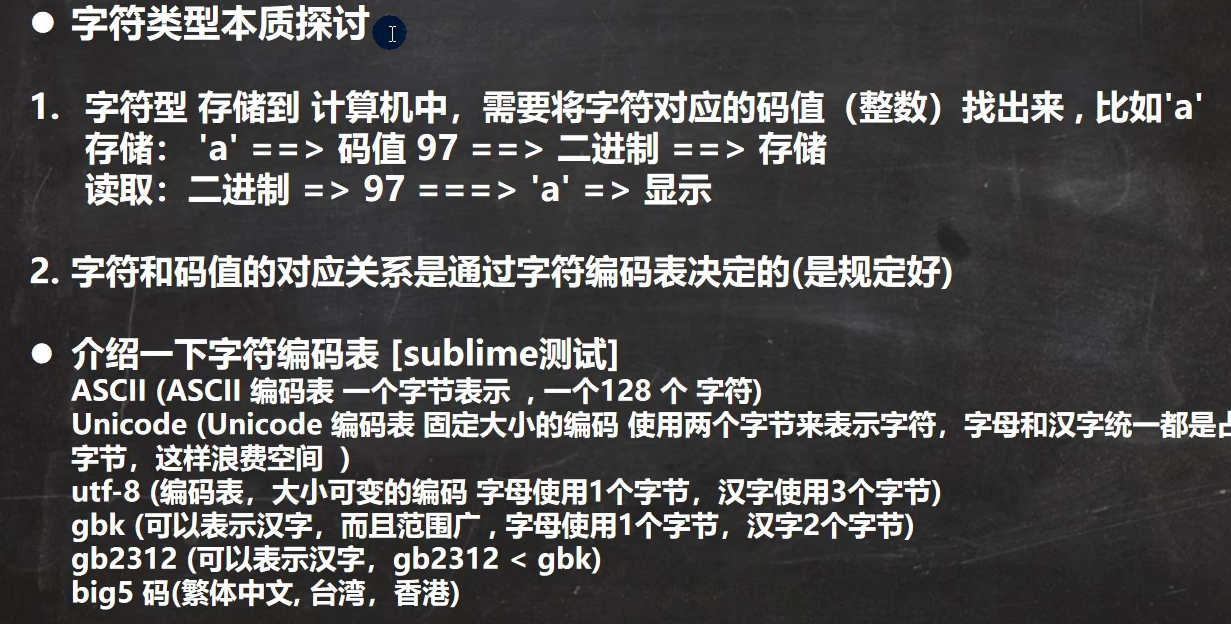 ● 字符类型本质探讨
1. 字符型 存储到 计算机中，需要将字符对应的码值（整数）找出来 , 比如'a'
存储： 'a' ==> 码值 97 ==> 二进制 ==> 存储
读取：二进制 => 97 ===> 'a' => 显示
2. 字符和码值的对应关系是通过字符编码表决定的(是规定好)
● 介绍一下字符编码表 [sublime测试]
ASCII (ASCII 编码表 一个字节表示 , 一个128 个 字符)
Unicode (Unicode 编码表 固定大小的编码 使用两个字节来表示字符，字母和汉字统一都是
字节，这样浪费空间 )
utf-8 (编码表，大小可变的编码 字母使用1个字节，汉字使用3个字节)
gbk (可以表示汉字，而且范围广 , 字母使用1个字节，汉字2个字节)
gb2312 (可以表示汉字，gb2312 < gbk)
big5 码(繁体中文, 台湾，香港)